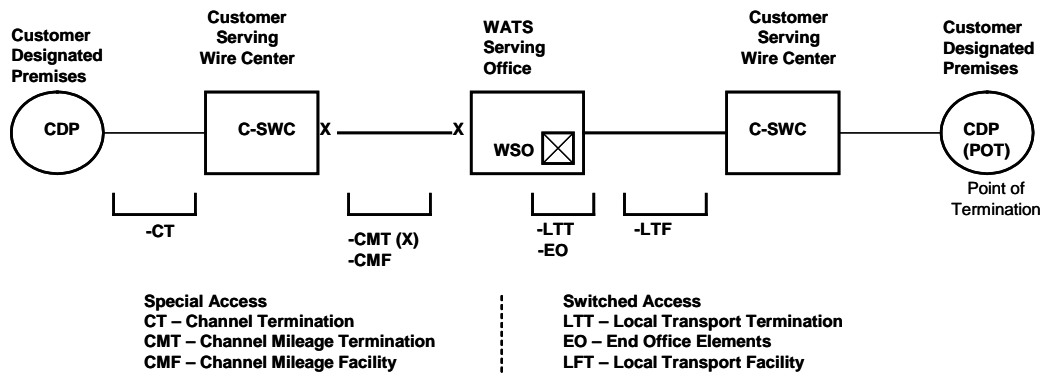 Customer
Designated
Premises
Customer
Serving
Wire Center
WATS
Serving
Office
Customer
Serving
Wire Center
Customer
Designated
Premises
CDP
C-SWC
X
X
WSO
C-SWC
CDP
(POT)
Point of
Termination
-CT
-CMT (X)
-CMF
-LTT
-EO
-LTF
Special Access
CT – Channel Termination
CMT – Channel Mileage Termination
CMF – Channel Mileage Facility
Switched Access
LTT – Local Transport Termination
EO – End Office Elements
LFT – Local Transport Facility